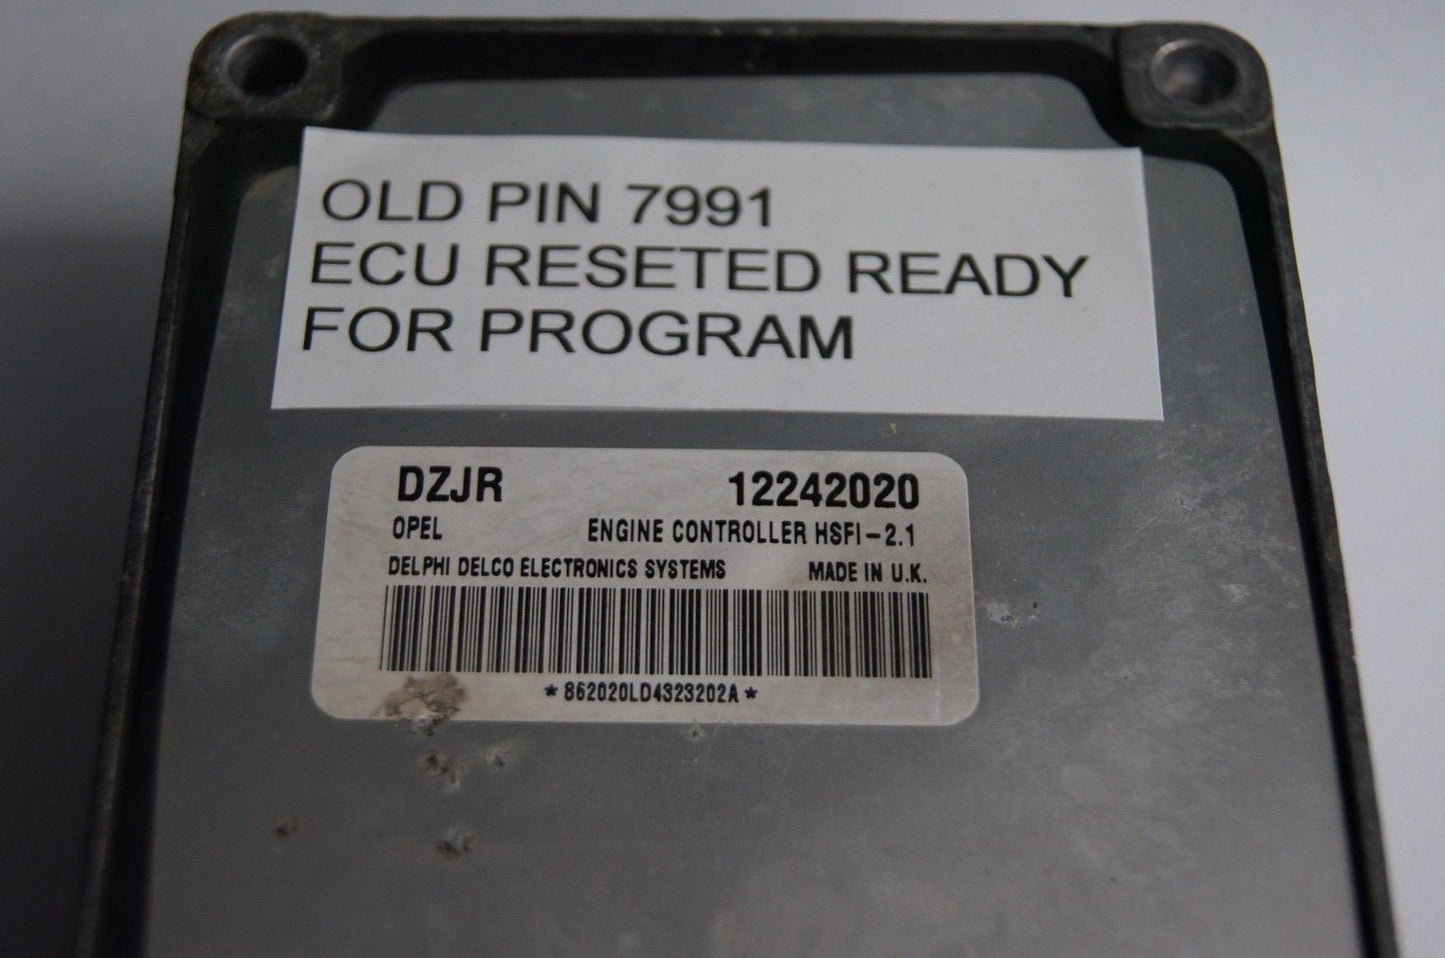 OLD PIN 7991
ECU RESETED READY
FOR PROGRAM
DZJR 12242020
OPEL ENGINE CONTROLLER HSFI-2.1
DELPHI DELCO ELECTRONICS SYSTEMS MADE IN U.K.
*862020LD4323202A*